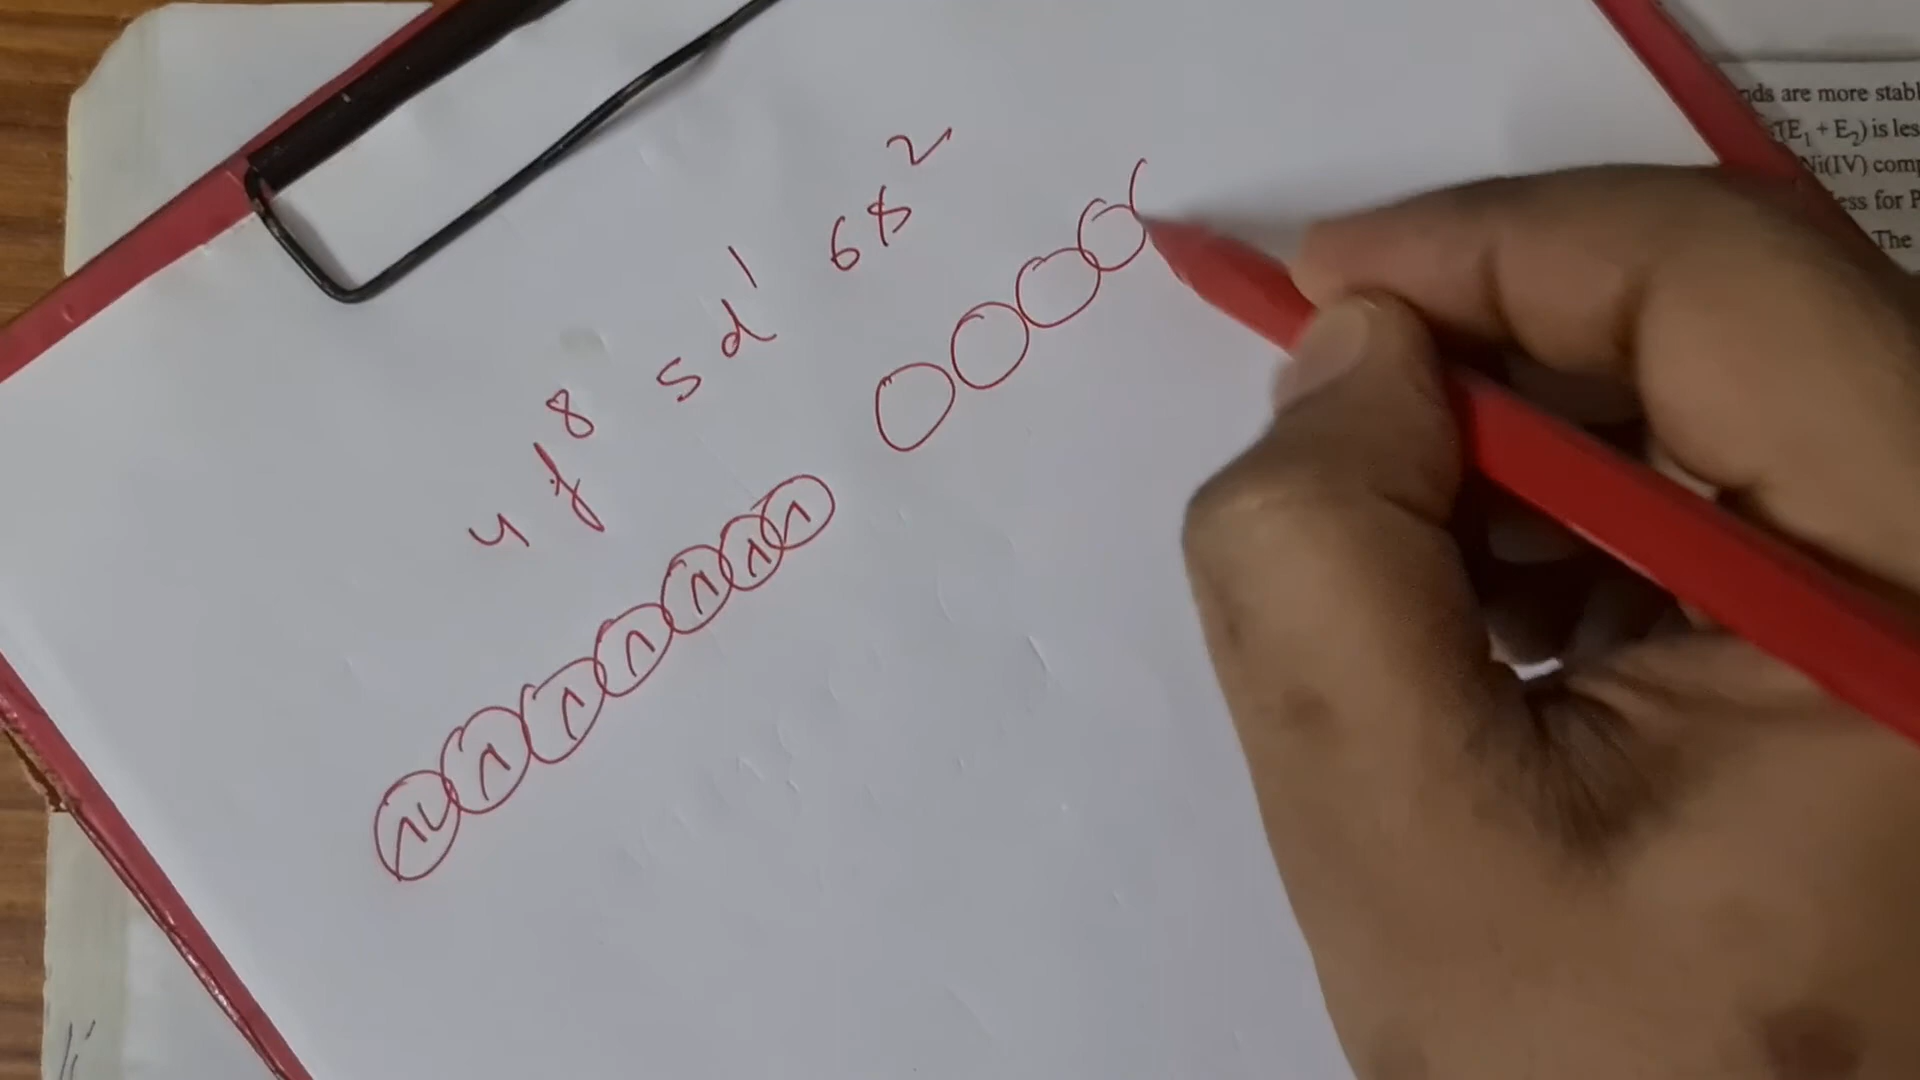 4f⁸ 5d¹ 6s²
nds are more stabl
(E₁ + E₂) is les
Ni(IV) comp
ess for P
The